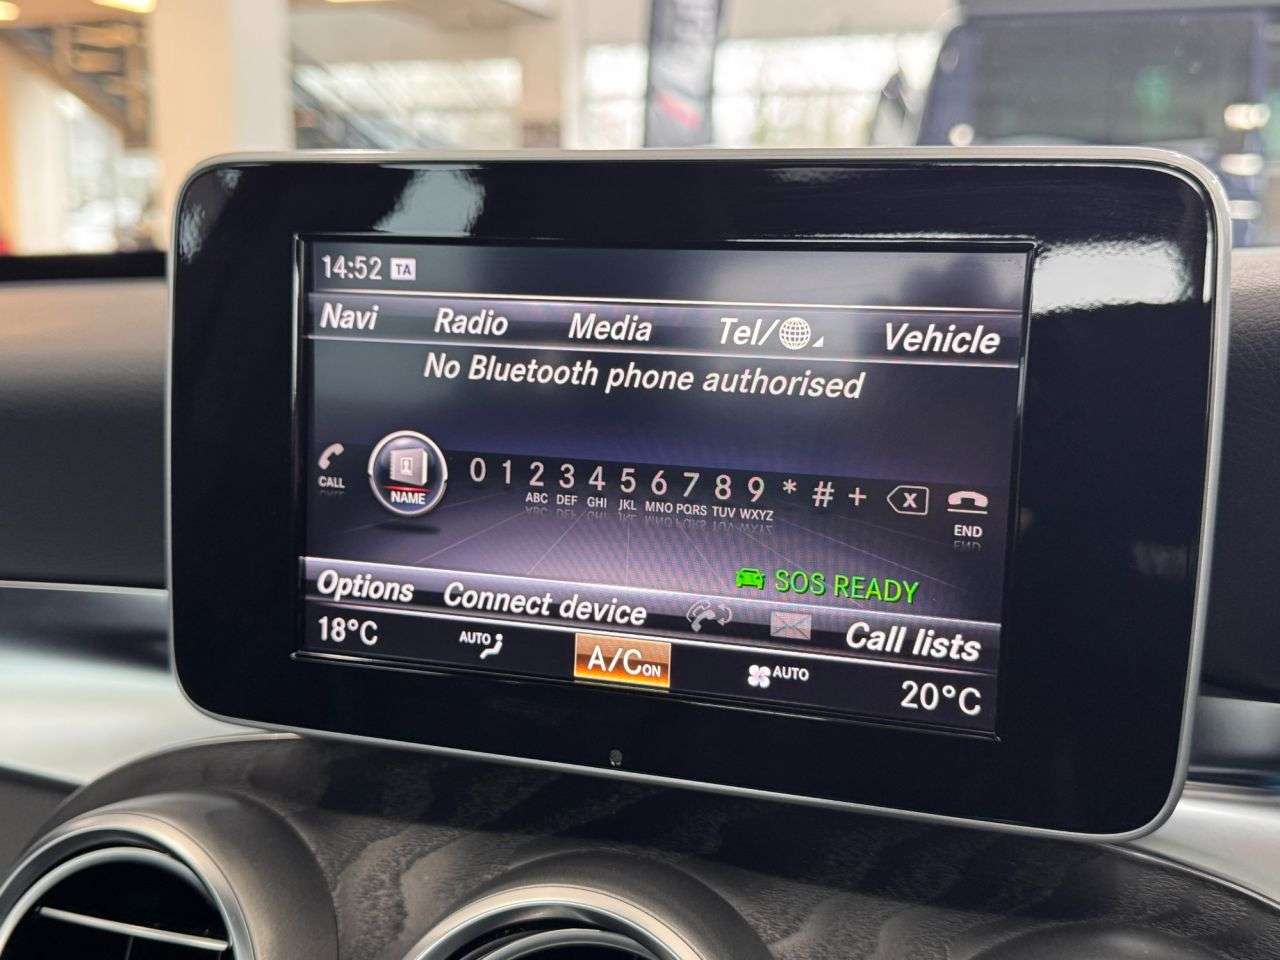 14:52 TA
Navi Radio Media Tel/ Vehicle
No Bluetooth phone authorised
CALL NAME 0 1 2 3 4 5 6 7 8 9 * # + X END
ABC DEF GHI JKL MNO PQRS TUV WXYZ
SOS READY
Options Connect device Call lists
18°C AUTO A/C ON AUTO 20°C